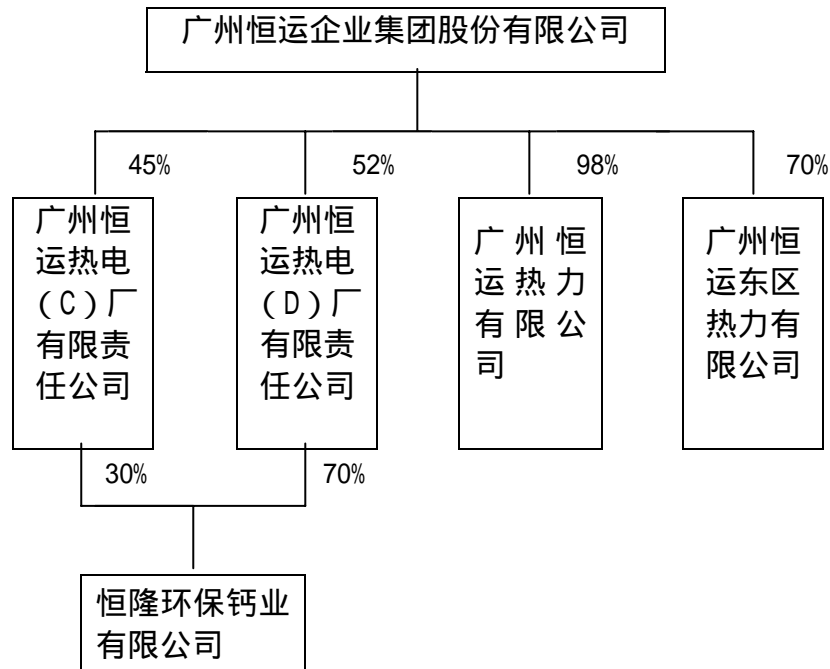 广州恒运企业集团股份有限公司
45%
52%
98%
70%
广州恒
运热电
（C）厂
有限责
任公司
广州恒
运热电
（D）厂
有限责
任公司
广州恒
运热力
有限公
司
广州恒
运东区
热力有
限公司
30%
70%
恒隆环保钙业
有限公司